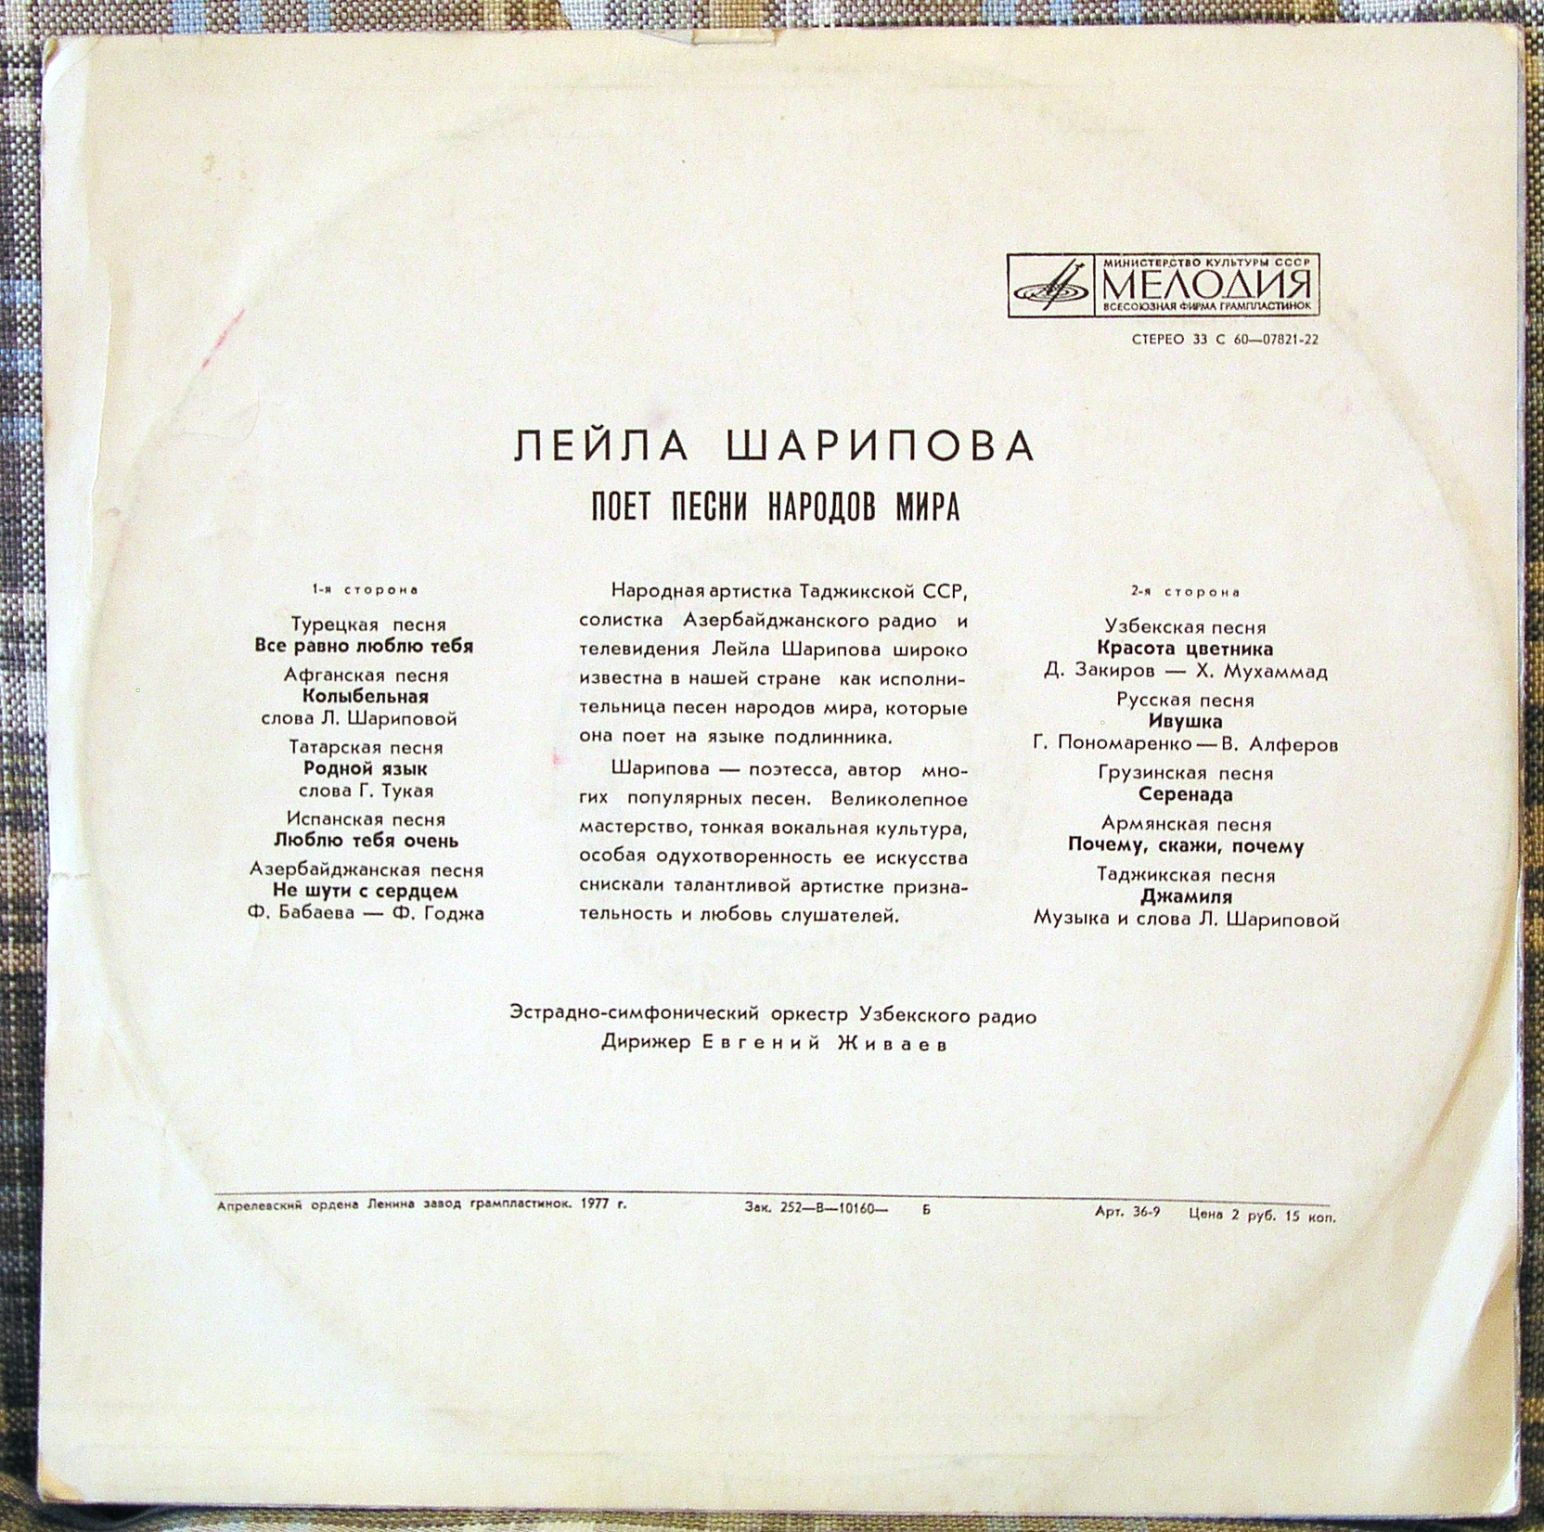 МИНИСТЕРСТВО КУЛЬТУРЫ СССР
МЕЛОДИЯ
ВСЕСОЮЗНАЯ ФИРМА ГРАМПЛАСТИНОК
СТЕРЕО 33 С 60—07821-22
ЛЕЙЛА ШАРИПОВА
ПОЕТ ПЕСНИ НАРОДОВ МИРА
1-я сторона
Турецкая песня
Все равно люблю тебя
Афганская песня
Колыбельная
слова Л. Шариповой
Татарская песня
Родной язык
слова Г. Тукая
Испанская песня
Люблю тебя очень
Азербайджанская песня
Не шути с сердцем
Ф. Бабаева — Ф. Годжа
Народная артистка Таджикской ССР,
солистка Азербайджанского радио и
телевидения Лейла Шарипова широко
известна в нашей стране как исполни-
тельница песен народов мира, которые
она поет на языке подлинника.
Шарипова — поэтесса, автор мно-
гих популярных песен. Великолепное
мастерство, тонкая вокальная культура,
особая одухотворенность ее искусства
снискали талантливой артистке призна-
тельность и любовь слушателей.
2-я сторона
Узбекская песня
Красота цветника
Д. Закиров — Х. Мухаммад
Русская песня
Ивушка
Г. Пономаренко — В. Алферов
Грузинская песня
Серенада
Армянская песня
Почему, скажи, почему
Таджикская песня
Джамиля
Музыка и слова Л. Шариповой
Эстрадно-симфонический оркестр Узбекского радио
Дирижер Евгений Живаев
Апрелевский ордена Ленина завод грампластинок. 1977 г. Зак. 252—В—10160— Б Арт. 36-9 Цена 2 руб. 15 коп.